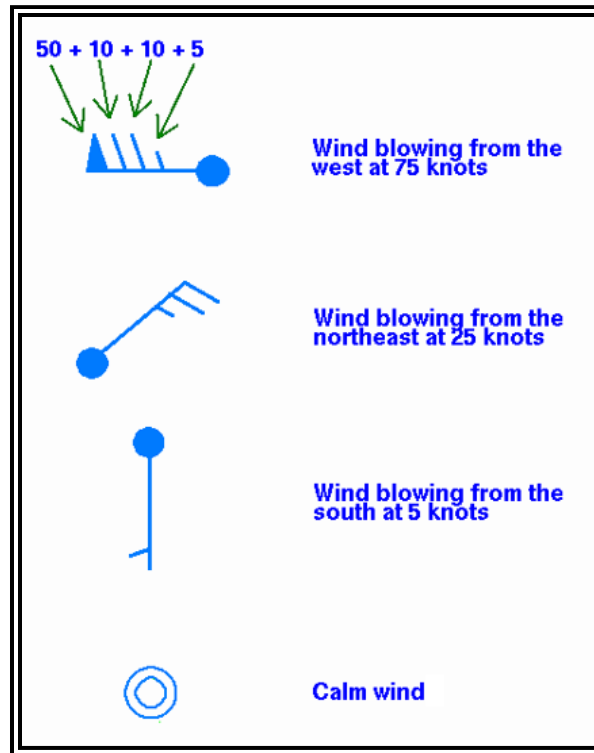 50 + 10 + 10 + 5
Wind blowing from the
west at 75 knots
Wind blowing from the
northeast at 25 knots
Wind blowing from the
south at 5 knots
Calm wind